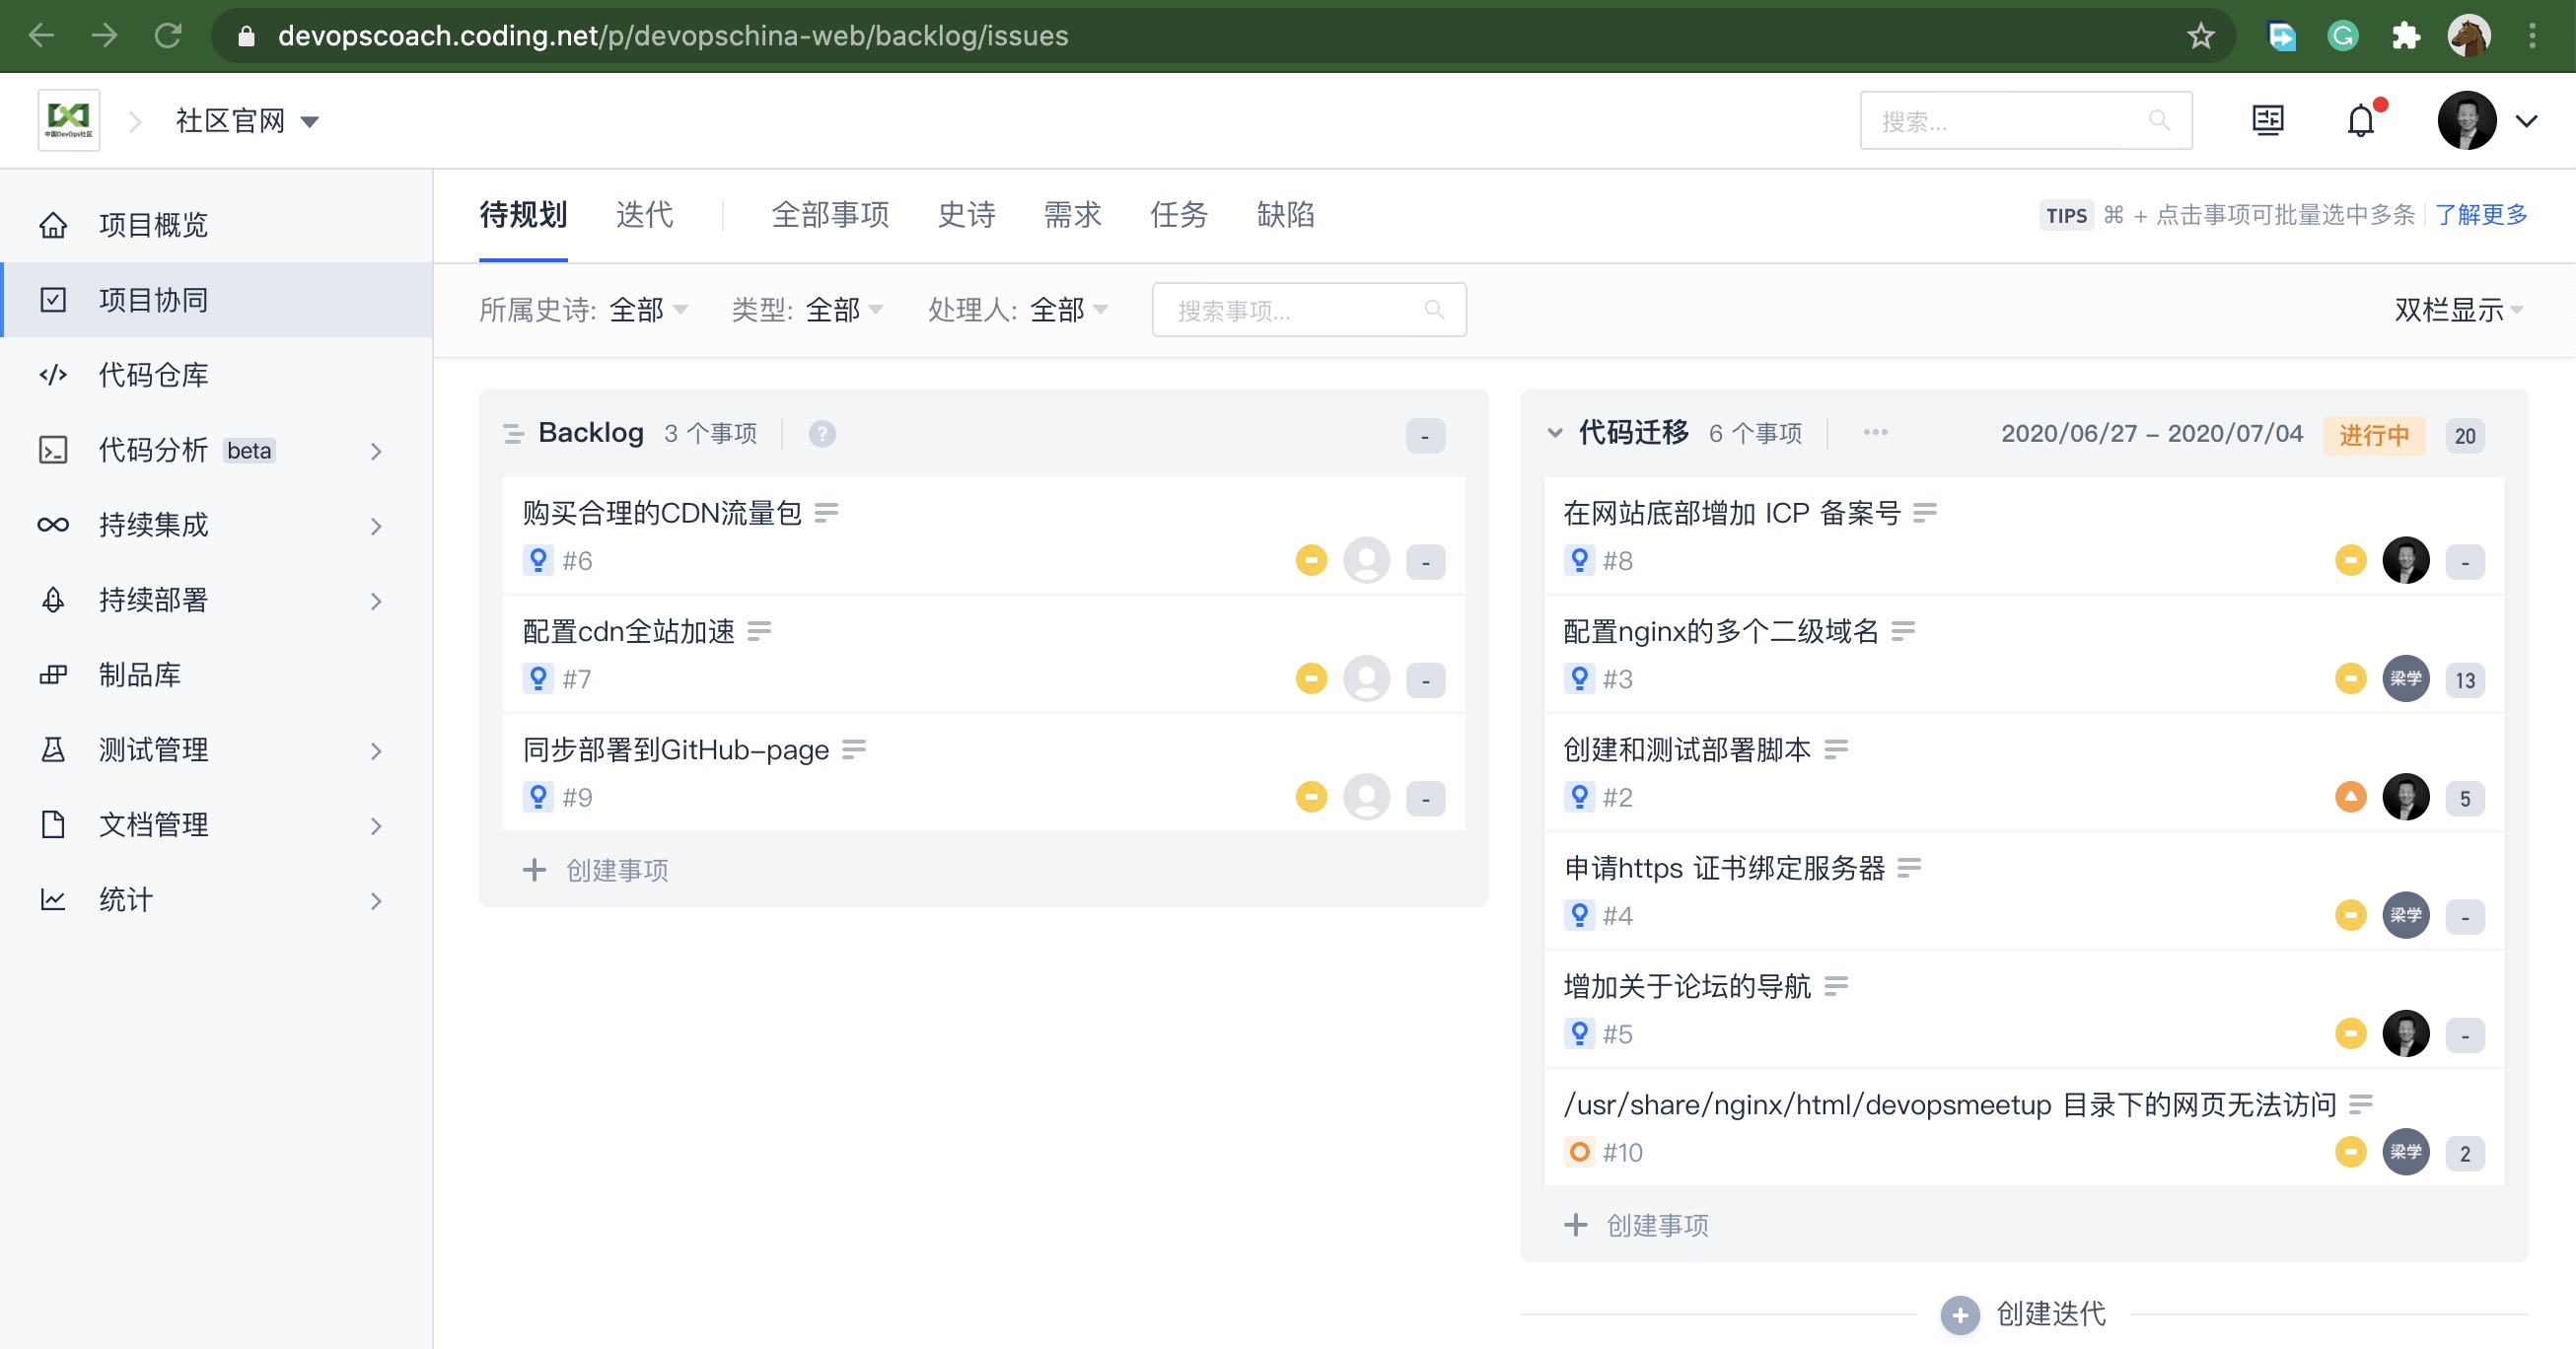 devopscoach.coding.net/p/devopschina-web/backlog/issues
中国DevOps社区
社区官网
搜索...
项目概览
项目协同
代码仓库
代码分析 beta
持续集成
持续部署
制品库
测试管理
文档管理
统计
待规划 迭代 全部事项 史诗 需求 任务 缺陷
TIPS ⌘ + 点击事项可批量选中多条 了解更多
所属史诗: 全部 类型: 全部 处理人: 全部 搜索事项... 双栏显示
Backlog 3 个事项 ? -
购买合理的CDN流量包
#6 -
配置cdn全站加速
#7 -
同步部署到GitHub-page
#9 -
+ 创建事项
代码迁移 6 个事项 ••• 2020/06/27 – 2020/07/04 进行中 20
在网站底部增加 ICP 备案号
#8 -
配置nginx的多个二级域名
#3 梁学 13
创建和测试部署脚本
#2 5
申请https 证书绑定服务器
#4 梁学 -
增加关于论坛的导航
#5 -
/usr/share/nginx/html/devopsmeetup 目录下的网页无法访问
#10 梁学 2
+ 创建事项
+ 创建迭代